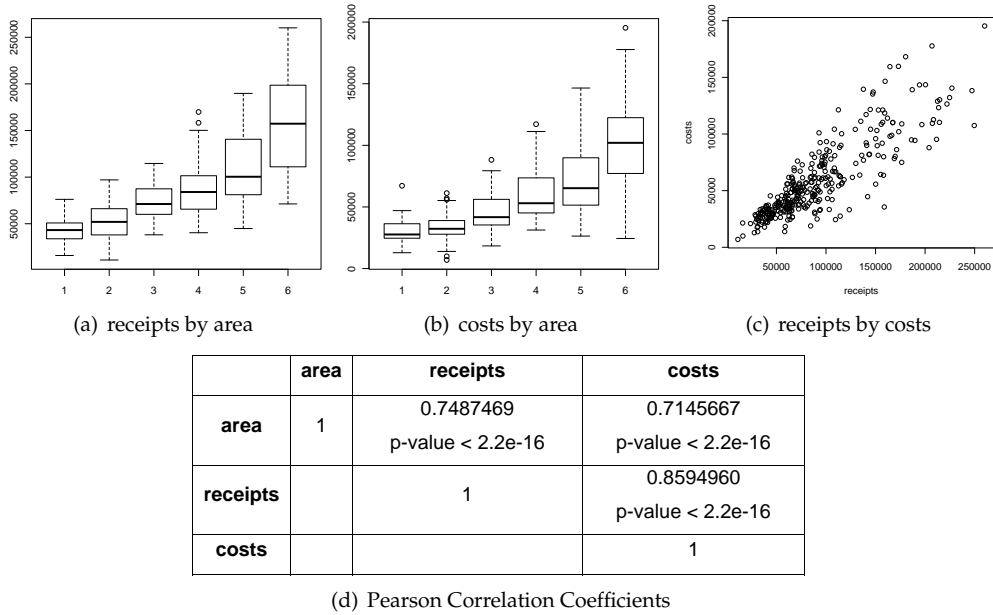 50000 100000 150000 200000 250000
1 2 3 4 5 6
(a) receipts by area
0 50000 100000 150000 200000
1 2 3 4 5 6
(b) costs by area
costs
0 50000 100000 150000 200000
50000 100000 150000 200000 250000
receipts
(c) receipts by costs
area receipts costs
area 1 0.7487469 0.7145667
p-value < 2.2e-16 p-value < 2.2e-16
receipts 1 0.8594960
p-value < 2.2e-16
costs 1
(d) Pearson Correlation Coefficients